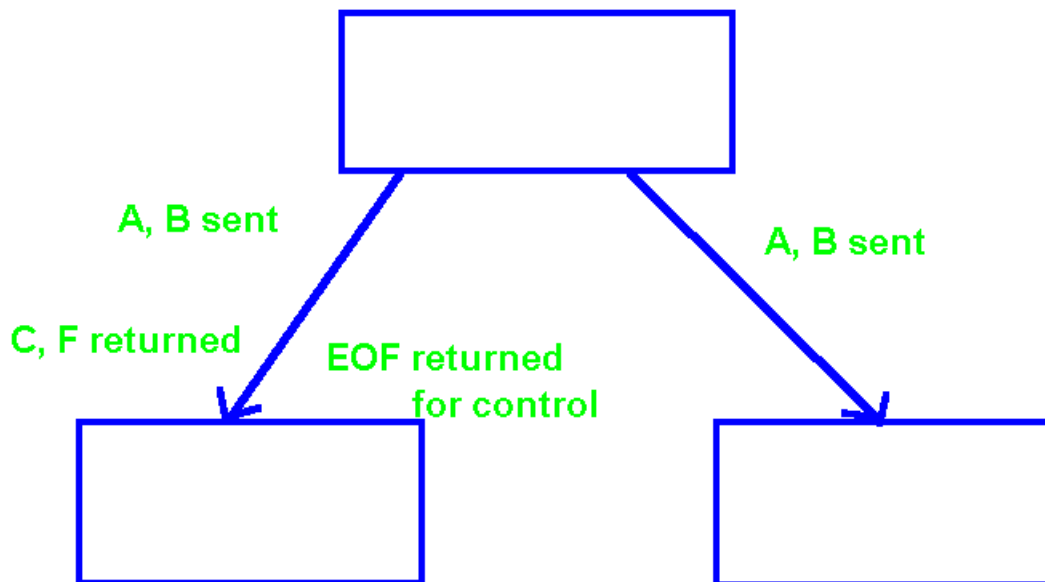 A, B sent
A, B sent
C, F returned
EOF returned
for control